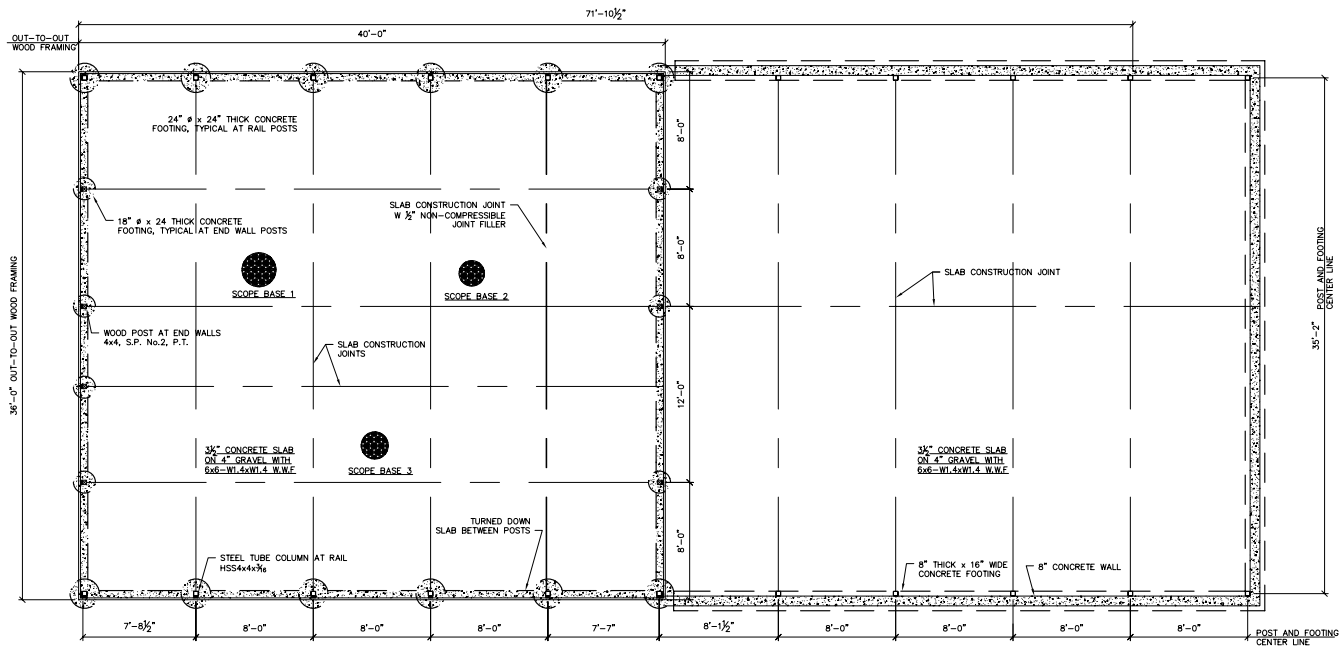 71'-10½"
OUT-TO-OUT
WOOD FRAMING
40'-0"
24" ø x 24" THICK CONCRETE
FOOTING, TYPICAL AT RAIL POSTS
8'-0"
18" ø x 24 THICK CONCRETE
FOOTING, TYPICAL AT END WALL POSTS
SLAB CONSTRUCTION JOINT
W ½" NON-COMPRESSIBLE
JOINT FILLER
8'-0"
SCOPE BASE 1
SCOPE BASE 2
SLAB CONSTRUCTION JOINT
36'-0" OUT-TO-OUT WOOD FRAMING
POST AND FOOTING
CENTER LINE
35'-2"
WOOD POST AT END WALLS
4x4, S.P. No.2, P.T.
SLAB CONSTRUCTION
JOINTS
12'-0"
3½" CONCRETE SLAB
ON 4" GRAVEL WITH
6x6-W1.4xW1.4 W.W.F
SCOPE BASE 3
3½" CONCRETE SLAB
ON 4" GRAVEL WITH
6x6-W1.4xW1.4 W.W.F
TURNED DOWN
SLAB BETWEEN POSTS
8'-0"
STEEL TUBE COLUMN AT RAIL
HSS4x4x3/16
8" THICK x 16" WIDE
CONCRETE FOOTING
8" CONCRETE WALL
7'-8½"
8'-0"
8'-0"
8'-0"
7'-7"
8'-1½"
8'-0"
8'-0"
8'-0"
8'-0"
POST AND FOOTING
CENTER LINE